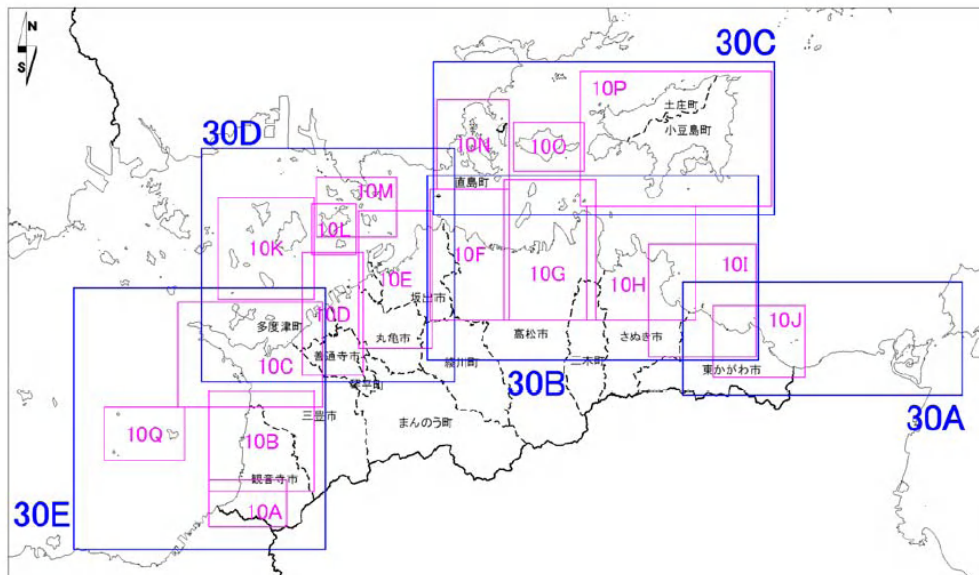 N
S
30C
10P
土庄町
小豆島町
30D
10N
10O
直島町
10M
10L
10K
10E
10F
10G
10H
10I
坂出市
10D
10J
多度津町
丸亀市
高松市
さぬき市
善通寺市
綾川町
三木町
10C
琴平町
30B
東かがわ市
三豊市
まんのう町
30A
10Q
10B
観音寺市
30E
10A